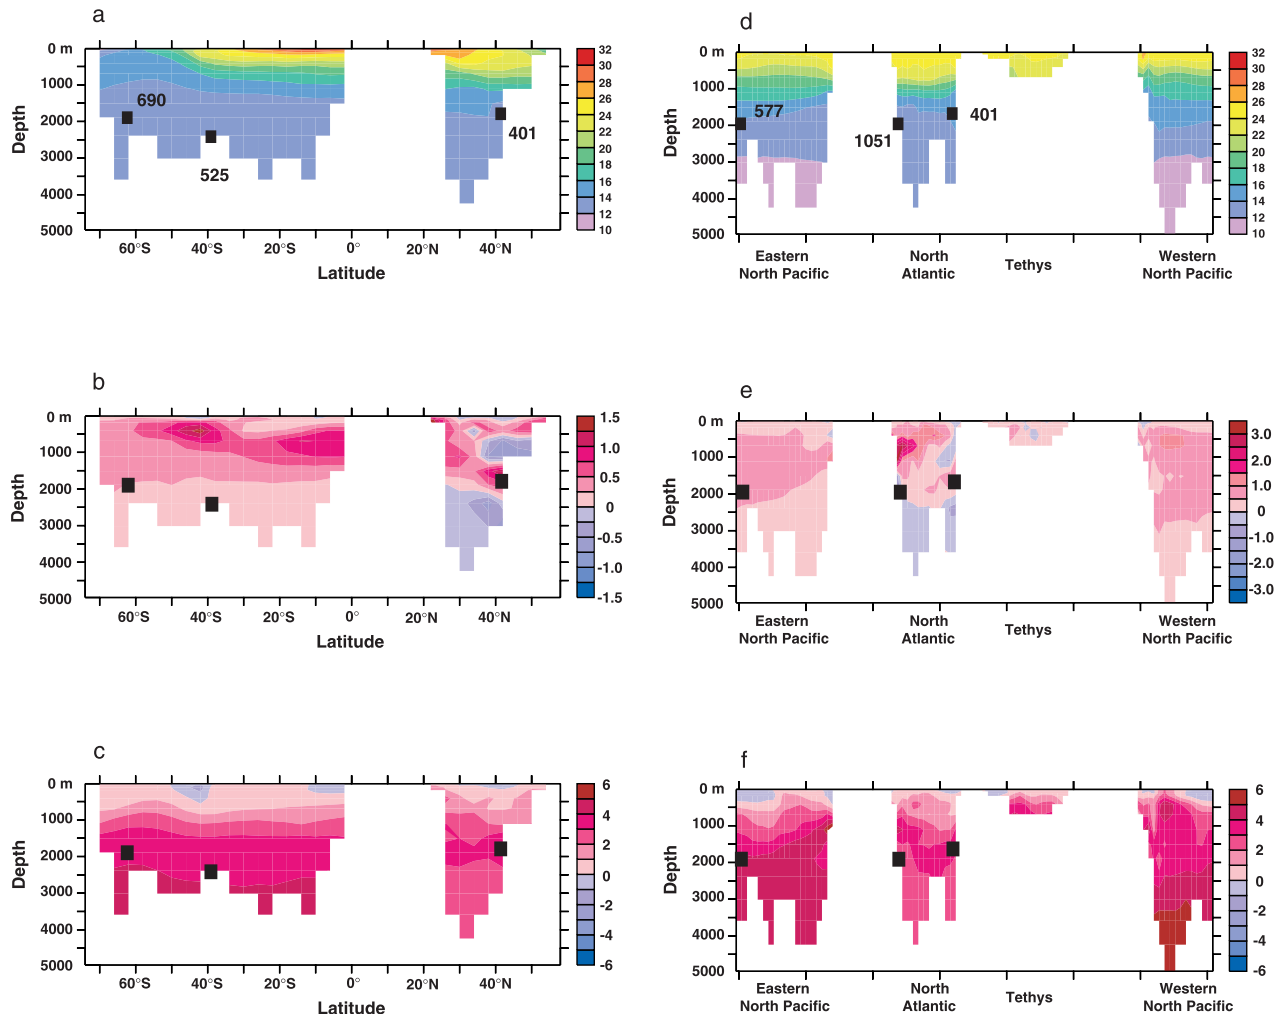 a
0 m
1000
2000
3000
4000
5000
Depth
690
525
401
60°S
40°S
20°S
0°
20°N
40°N
Latitude
32
30
28
26
24
22
20
18
16
14
12
10
d
0 m
1000
2000
3000
4000
5000
Depth
577
1051
401
Eastern
North Pacific
North
Atlantic
Tethys
Western
North Pacific
32
30
28
26
24
22
20
18
16
14
12
10
b
0 m
1000
2000
3000
4000
5000
Depth
60°S
40°S
20°S
0°
20°N
40°N
Latitude
1.5
1.0
0.5
0
-0.5
-1.0
-1.5
e
0 m
1000
2000
3000
4000
5000
Depth
Eastern
North Pacific
North
Atlantic
Tethys
Western
North Pacific
3.0
2.0
1.0
0
-1.0
-2.0
-3.0
c
0 m
1000
2000
3000
4000
5000
Depth
60°S
40°S
20°S
0°
20°N
40°N
Latitude
6
4
2
0
-2
-4
-6
f
0 m
1000
2000
3000
4000
5000
Depth
Eastern
North Pacific
North
Atlantic
Tethys
Western
North Pacific
6
4
2
0
-2
-4
-6